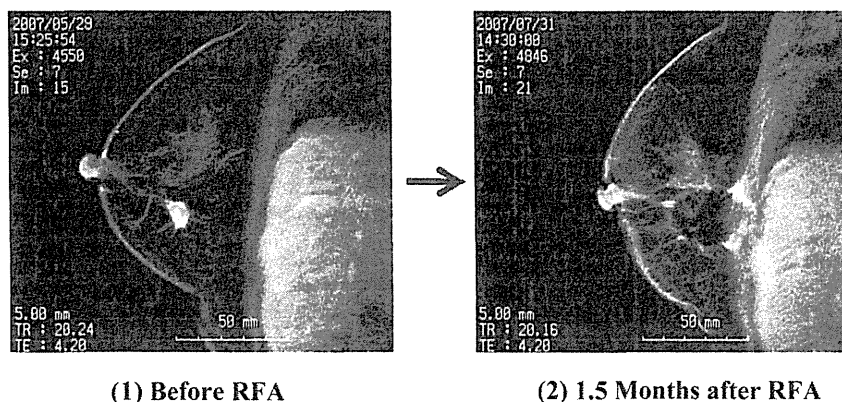 2007/05/29
15:25:54
Ex : 4550
Se : 7
Im : 15
5.00 mm
TR : 20.24
TE : 4.20
50 mm
2007/07/31
14:30:00
Ex : 4846
Se : 7
Im : 21
5.00 mm
TR : 20.16
TE : 4.20
50 mm
(1) Before RFA
(2) 1.5 Months after RFA